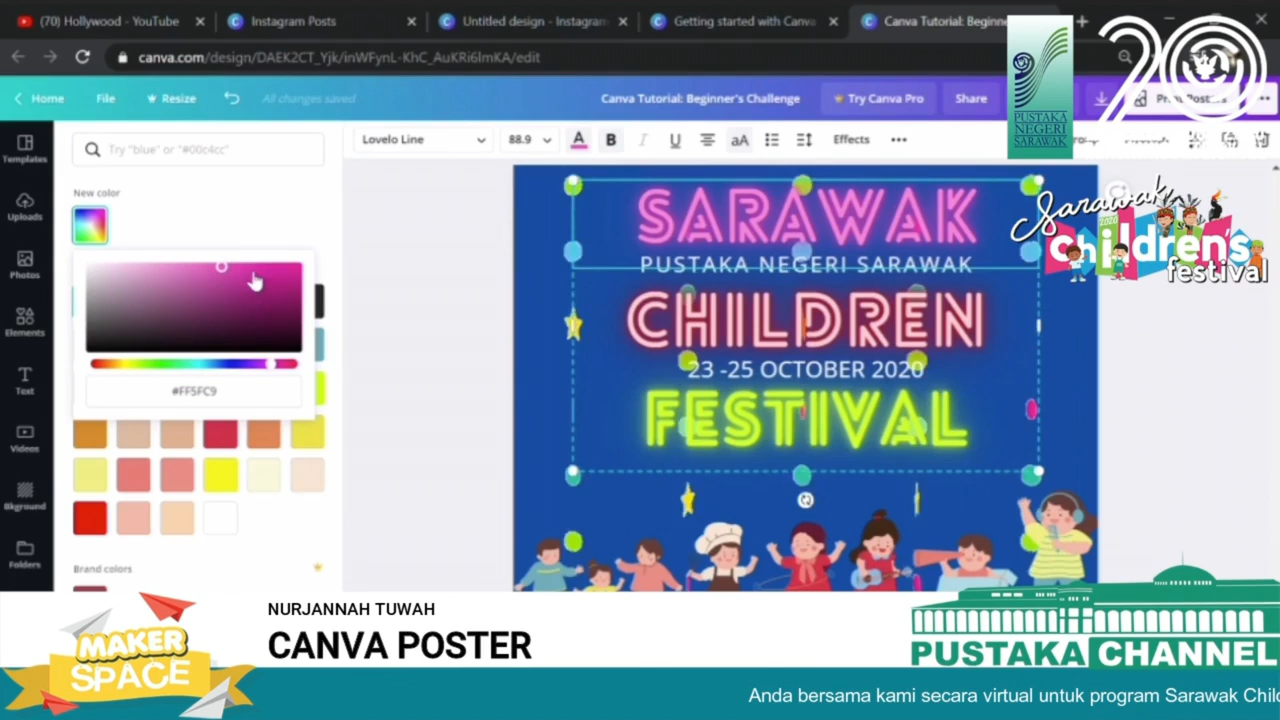 (70) Hollywood - YouTube
Instagram Posts
Untitled design - Instagram
Getting started with Canva
Canva Tutorial: Beginne
canva.com/design/DAEK2CT_Yjk/inWFynL-KhC_AuKRi6lmKA/edit
Home
File
Resize
All changes saved
Canva Tutorial: Beginner's Challenge
Try Canva Pro
Share
PUSTAKA
NEGERI
SARAWAK
20
Templates
Uploads
Photos
Elements
Text
Videos
Bkground
Folders
Try "blue" or "#00c4cc"
New color
#FF5FC9
Brand colors
Lovelo Line
88.9
A
B
I
U
aA
Effects
SARAWAK
PUSTAKA NEGERI SARAWAK
CHILDREN
23 -25 OCTOBER 2020
FESTIVAL
Sarawak
2020
children's
festival
MAKER
SPACE
NURJANNAH TUWAH
CANVA POSTER
PUSTAKA CHANNEL
Anda bersama kami secara virtual untuk program Sarawak Chil